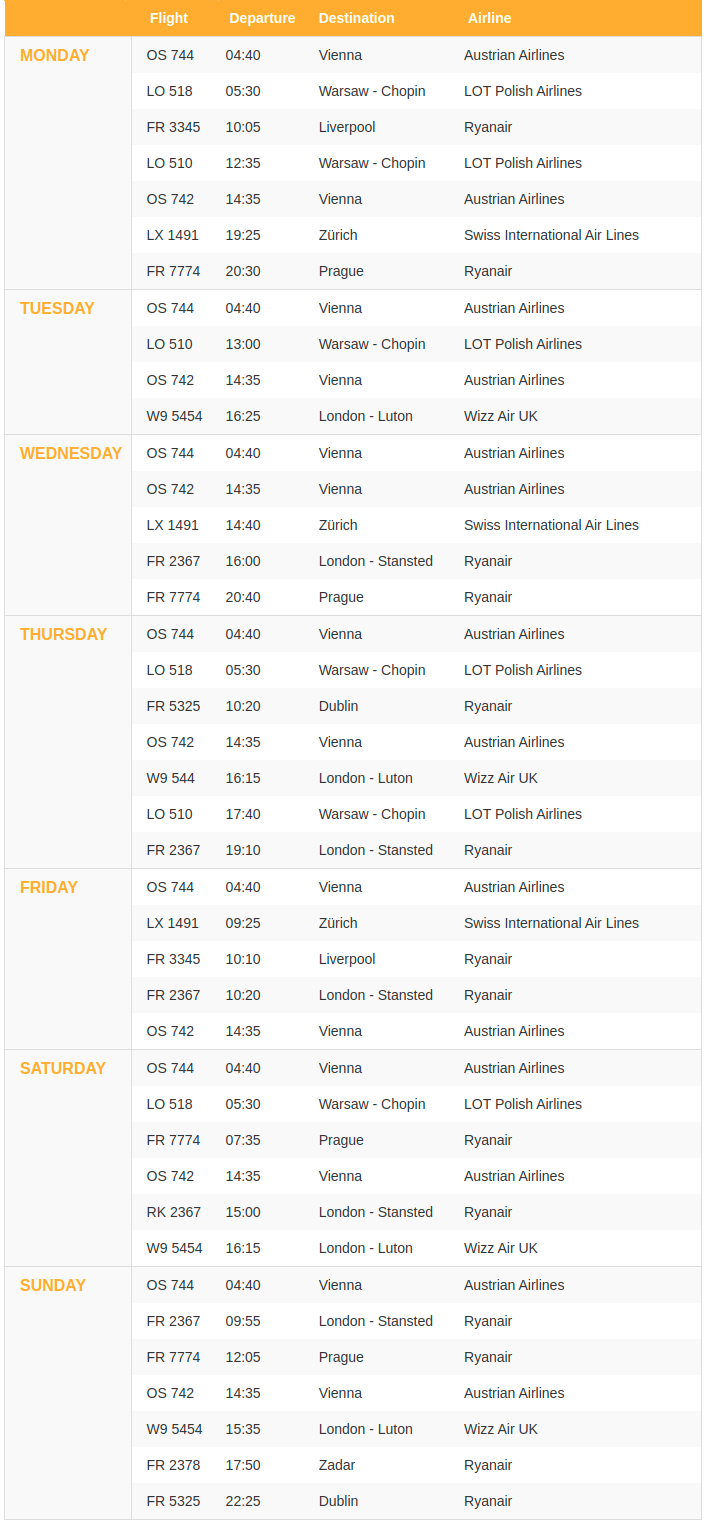 Flight Departure Destination Airline
MONDAY OS 744 04:40 Vienna Austrian Airlines
LO 518 05:30 Warsaw - Chopin LOT Polish Airlines
FR 3345 10:05 Liverpool Ryanair
LO 510 12:35 Warsaw - Chopin LOT Polish Airlines
OS 742 14:35 Vienna Austrian Airlines
LX 1491 19:25 Zürich Swiss International Air Lines
FR 7774 20:30 Prague Ryanair
TUESDAY OS 744 04:40 Vienna Austrian Airlines
LO 510 13:00 Warsaw - Chopin LOT Polish Airlines
OS 742 14:35 Vienna Austrian Airlines
W9 5454 16:25 London - Luton Wizz Air UK
WEDNESDAY OS 744 04:40 Vienna Austrian Airlines
OS 742 14:35 Vienna Austrian Airlines
LX 1491 14:40 Zürich Swiss International Air Lines
FR 2367 16:00 London - Stansted Ryanair
FR 7774 20:40 Prague Ryanair
THURSDAY OS 744 04:40 Vienna Austrian Airlines
LO 518 05:30 Warsaw - Chopin LOT Polish Airlines
FR 5325 10:20 Dublin Ryanair
OS 742 14:35 Vienna Austrian Airlines
W9 544 16:15 London - Luton Wizz Air UK
LO 510 17:40 Warsaw - Chopin LOT Polish Airlines
FR 2367 19:10 London - Stansted Ryanair
FRIDAY OS 744 04:40 Vienna Austrian Airlines
LX 1491 09:25 Zürich Swiss International Air Lines
FR 3345 10:10 Liverpool Ryanair
FR 2367 10:20 London - Stansted Ryanair
OS 742 14:35 Vienna Austrian Airlines
SATURDAY OS 744 04:40 Vienna Austrian Airlines
LO 518 05:30 Warsaw - Chopin LOT Polish Airlines
FR 7774 07:35 Prague Ryanair
OS 742 14:35 Vienna Austrian Airlines
RK 2367 15:00 London - Stansted Ryanair
W9 5454 16:15 London - Luton Wizz Air UK
SUNDAY OS 744 04:40 Vienna Austrian Airlines
FR 2367 09:55 London - Stansted Ryanair
FR 7774 12:05 Prague Ryanair
OS 742 14:35 Vienna Austrian Airlines
W9 5454 15:35 London - Luton Wizz Air UK
FR 2378 17:50 Zadar Ryanair
FR 5325 22:25 Dublin Ryanair